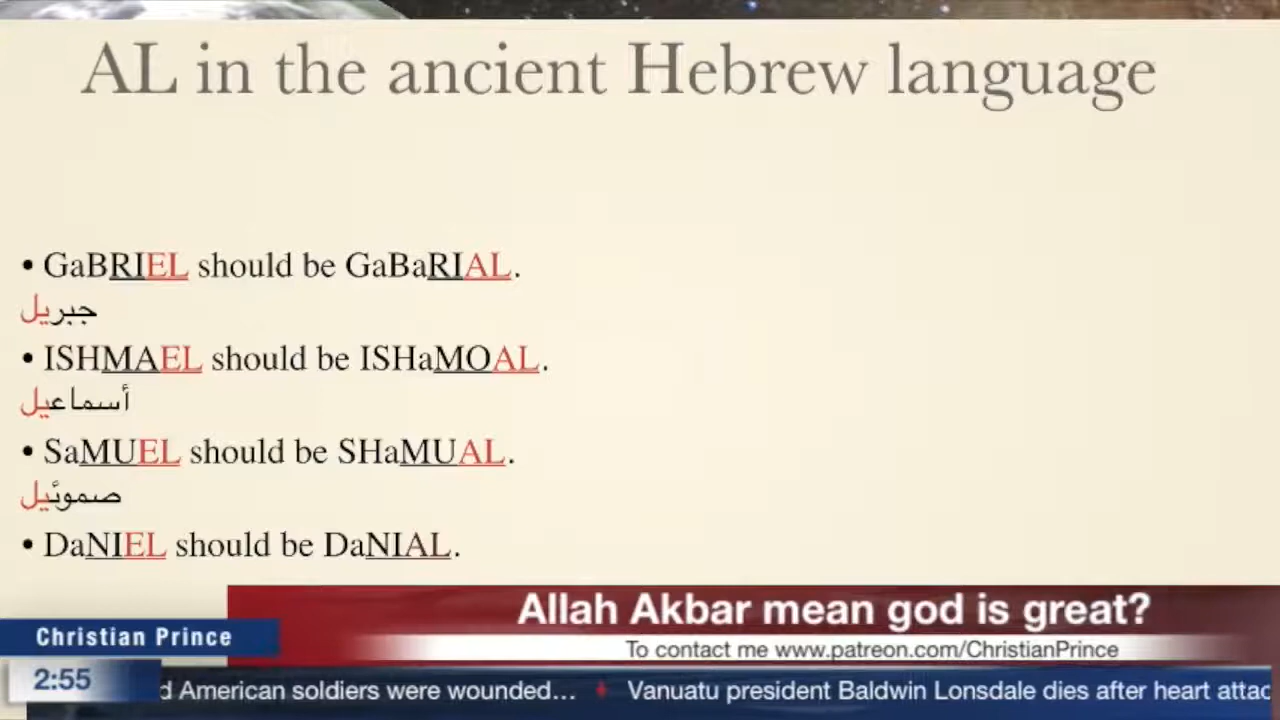 AL in the ancient Hebrew language
• GaBRIEL should be GaBaRIAL.
جبريل
• ISHMAEL should be ISHaMOAL.
أسماعيل
• SaMUEL should be SHaMUAL.
صموئيل
• DaNIEL should be DaNIAL.
Allah Akbar mean god is great?
Christian Prince
To contact me www.patreon.com/ChristianPrince
2:55
d American soldiers were wounded... ♦ Vanuatu president Baldwin Lonsdale dies after heart attac